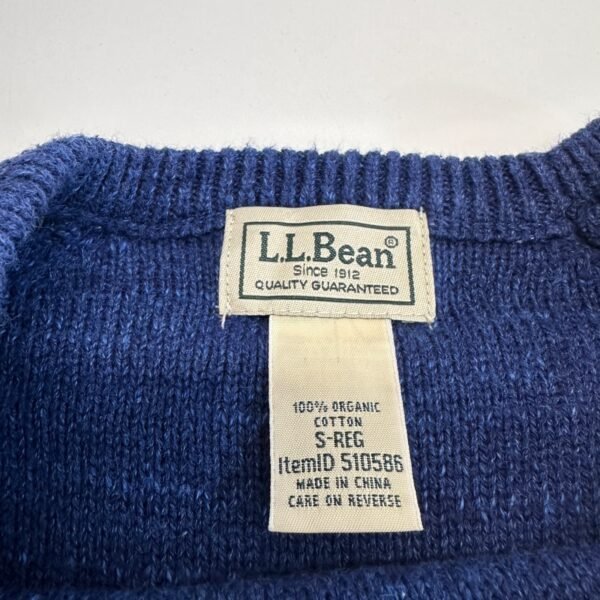 L.L.Bean®
Since 1912
QUALITY GUARANTEED
100% ORGANIC
COTTON
S-REG
ItemID 510586
MADE IN CHINA
CARE ON REVERSE